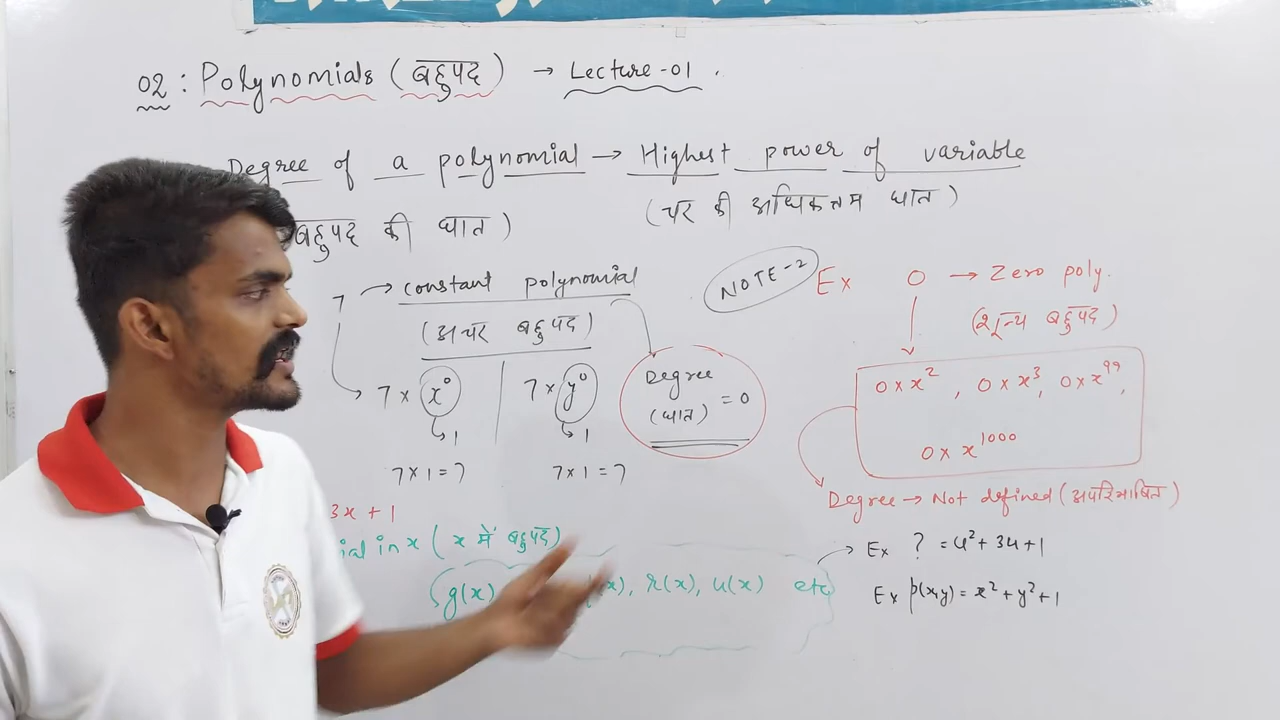 02 : Polynomials (बहुपद) → Lecture-01 .
Degree of a polynomial → Highest power of variable
बहुपद की घात )
(चर की अधिकतम घात )
7 → constant polynomial
(अचर बहुपद )
7 × x⁰
7 × y⁰
↳ 1
↳ 1
7 × 1 = 7
7 × 1 = 7
Degree
(घात) = 0
NOTE-2
Ex 0 → Zero poly.
(शून्य बहुपद )
0 × x² , 0 × x³, 0 × x⁹⁹,
0 × x¹⁰⁰⁰
Degree → Not defined (अपरिभाषित)
3x + 1
ial in x ( x में बहुपद)
g(x) (x), r(x), u(x) etc
→ Ex ? = u² + 3u + 1
Ex p(x,y) = x² + y² + 1